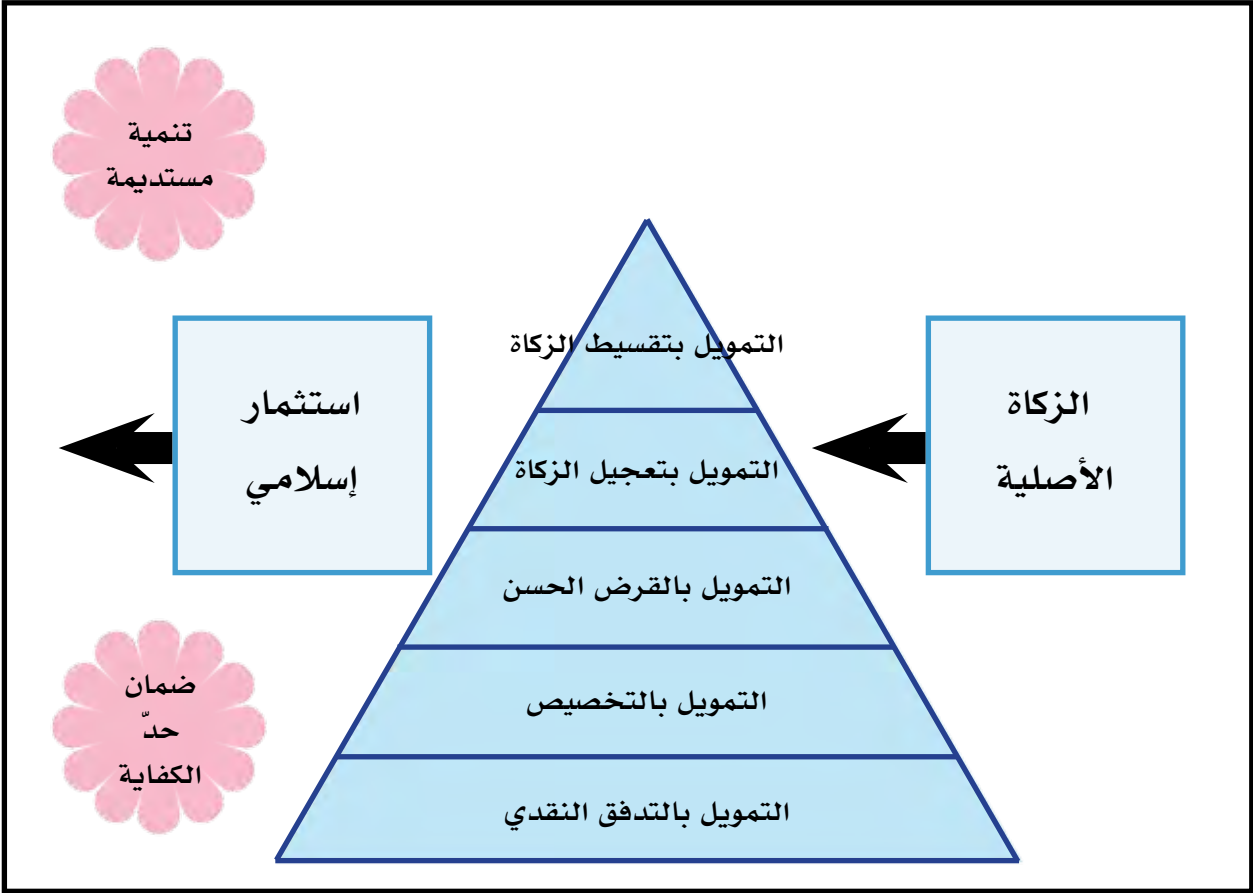 تنمية
مستديمة
الزكاة
الأصلية
التمويل بتقسيط الزكاة
التمويل بتعجيل الزكاة
التمويل بالقرض الحسن
التمويل بالتخصيص
التمويل بالتدفق النقدي
استثمار
إسلامي
ضمان
حدّ
الكفاية